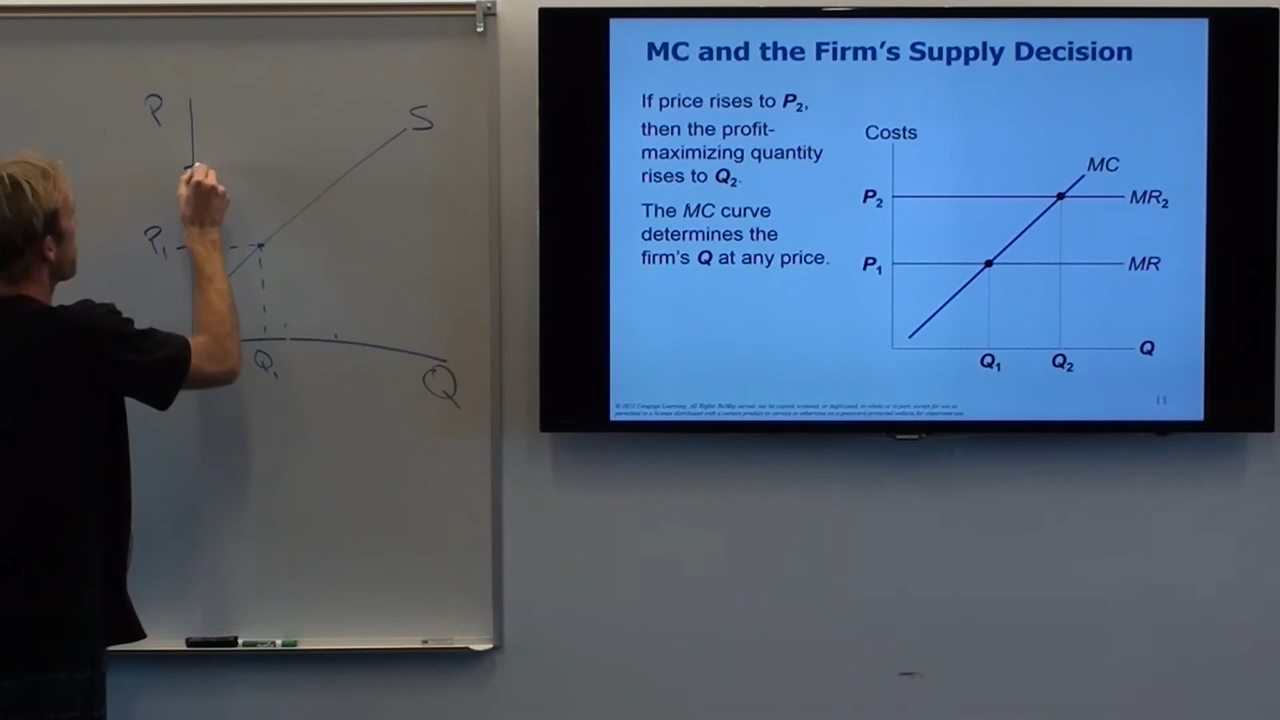 P
S
P1
Q1
Q
MC and the Firm's Supply Decision
If price rises to P2,
then the profit-
maximizing quantity
rises to Q2.
The MC curve
determines the
firm's Q at any price.
Costs
MC
P2
MR2
P1
MR
Q1
Q2
Q
11